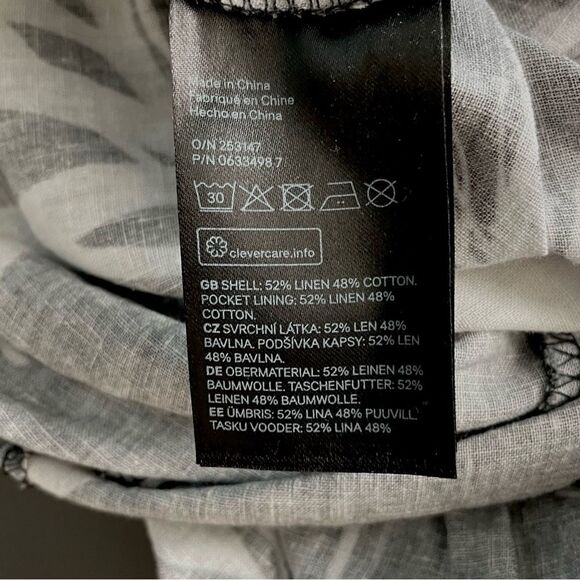 Made in China
Fabriqué en Chine
Hecho en China
O/N 253147
P/N 0633498.7
30
clevercare.info
GB SHELL: 52% LINEN 48% COTTON.
POCKET LINING: 52% LINEN 48%
COTTON.
CZ SVRCHNÍ LÁTKA: 52% LEN 48%
BAVLNA. PODŠÍVKA KAPSY: 52% LEN
48% BAVLNA.
DE OBERMATERIAL: 52% LEINEN 48%
BAUMWOLLE. TASCHENFUTTER: 52%
LEINEN 48% BAUMWOLLE.
EE ÜMBRIS: 52% LINA 48% PUUVILL.
TASKU VOODER: 52% LINA 48%